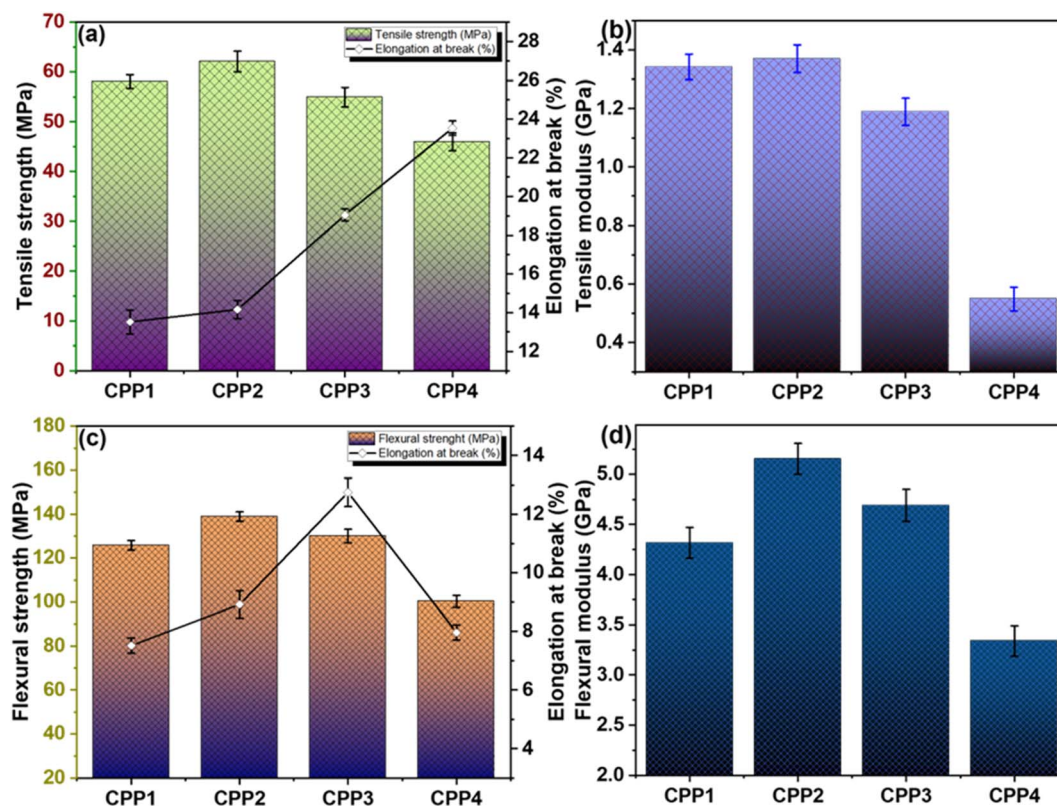 (a)
Tensile strength (MPa)
Elongation at break (%)
Tensile strength (MPa)
70
60
50
40
30
20
10
0
Elongation at break (%)
28
26
24
22
20
18
16
14
12
CPP1 CPP2 CPP3 CPP4
(b)
Tensile modulus (GPa)
1.4
1.2
1.0
0.8
0.6
0.4
CPP1 CPP2 CPP3 CPP4
(c)
Flexural strenght (MPa)
Elongation at break (%)
Flexural strength (MPa)
180
160
140
120
100
80
60
40
20
Elongation at break (%)
14
12
10
8
6
4
CPP1 CPP2 CPP3 CPP4
(d)
Flexural modulus (GPa)
5.0
4.5
4.0
3.5
3.0
2.5
2.0
CPP1 CPP2 CPP3 CPP4